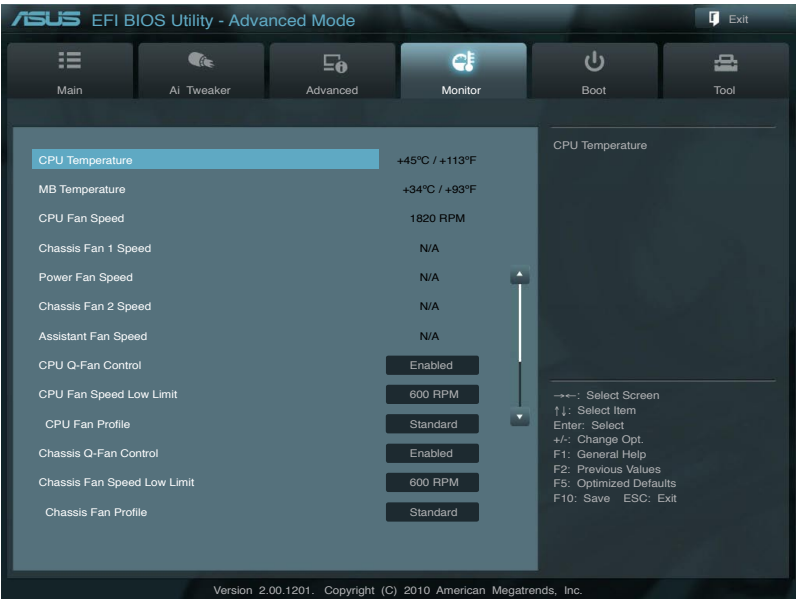 ASUS EFI BIOS Utility - Advanced Mode
Exit
Main Ai Tweaker Advanced Monitor Boot Tool
CPU Temperature +45ºC / +113ºF
MB Temperature +34ºC / +93ºF
CPU Fan Speed 1820 RPM
Chassis Fan 1 Speed N/A
Power Fan Speed N/A
Chassis Fan 2 Speed N/A
Assistant Fan Speed N/A
CPU Q-Fan Control Enabled
CPU Fan Speed Low Limit 600 RPM
CPU Fan Profile Standard
Chassis Q-Fan Control Enabled
Chassis Fan Speed Low Limit 600 RPM
Chassis Fan Profile Standard
CPU Temperature
→←: Select Screen
↑↓: Select Item
Enter: Select
+/-: Change Opt.
F1: General Help
F2: Previous Values
F5: Optimized Defaults
F10: Save ESC: Exit
Version 2.00.1201. Copyright (C) 2010 American Megatrends, Inc.